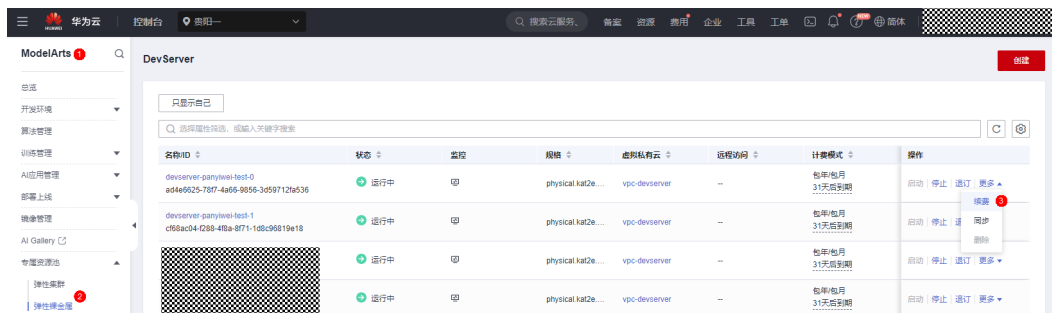 华为云 控制台 贵阳一 搜索云服务、 备案 资源 费用 企业 工具 工单 NEW 简体
HUAWEI
ModelArts 1
DevServer
创建
总览
开发环境
算法管理
训练管理
AI应用管理
部署上线
镜像管理
AI Gallery
专属资源池
弹性集群
弹性裸金属 2
只显示自己
选择属性筛选，或输入关键字搜索
名称/ID 状态 监控 规格 虚拟私有云 远程访问 计费模式 操作
devserver-panyiwei-test-0
ad4e6625-78f7-4a66-9856-3d59712fa536
运行中 physical.kat2e.... vpc-devserver --
包年/包月
31天后到期
启动 停止 退订 更多
续费 3
同步
删除
devserver-panyiwei-test-1
cf68ac04-f288-4f8a-8f71-1d8c96819e18
运行中 physical.kat2e.... vpc-devserver --
包年/包月
31天后到期
启动 停止 退
运行中 physical.kat2e.... vpc-devserver --
包年/包月
31天后到期
启动 停止 退订 更多
运行中 physical.kat2e.... vpc-devserver --
包年/包月
31天后到期
启动 停止 退订 更多